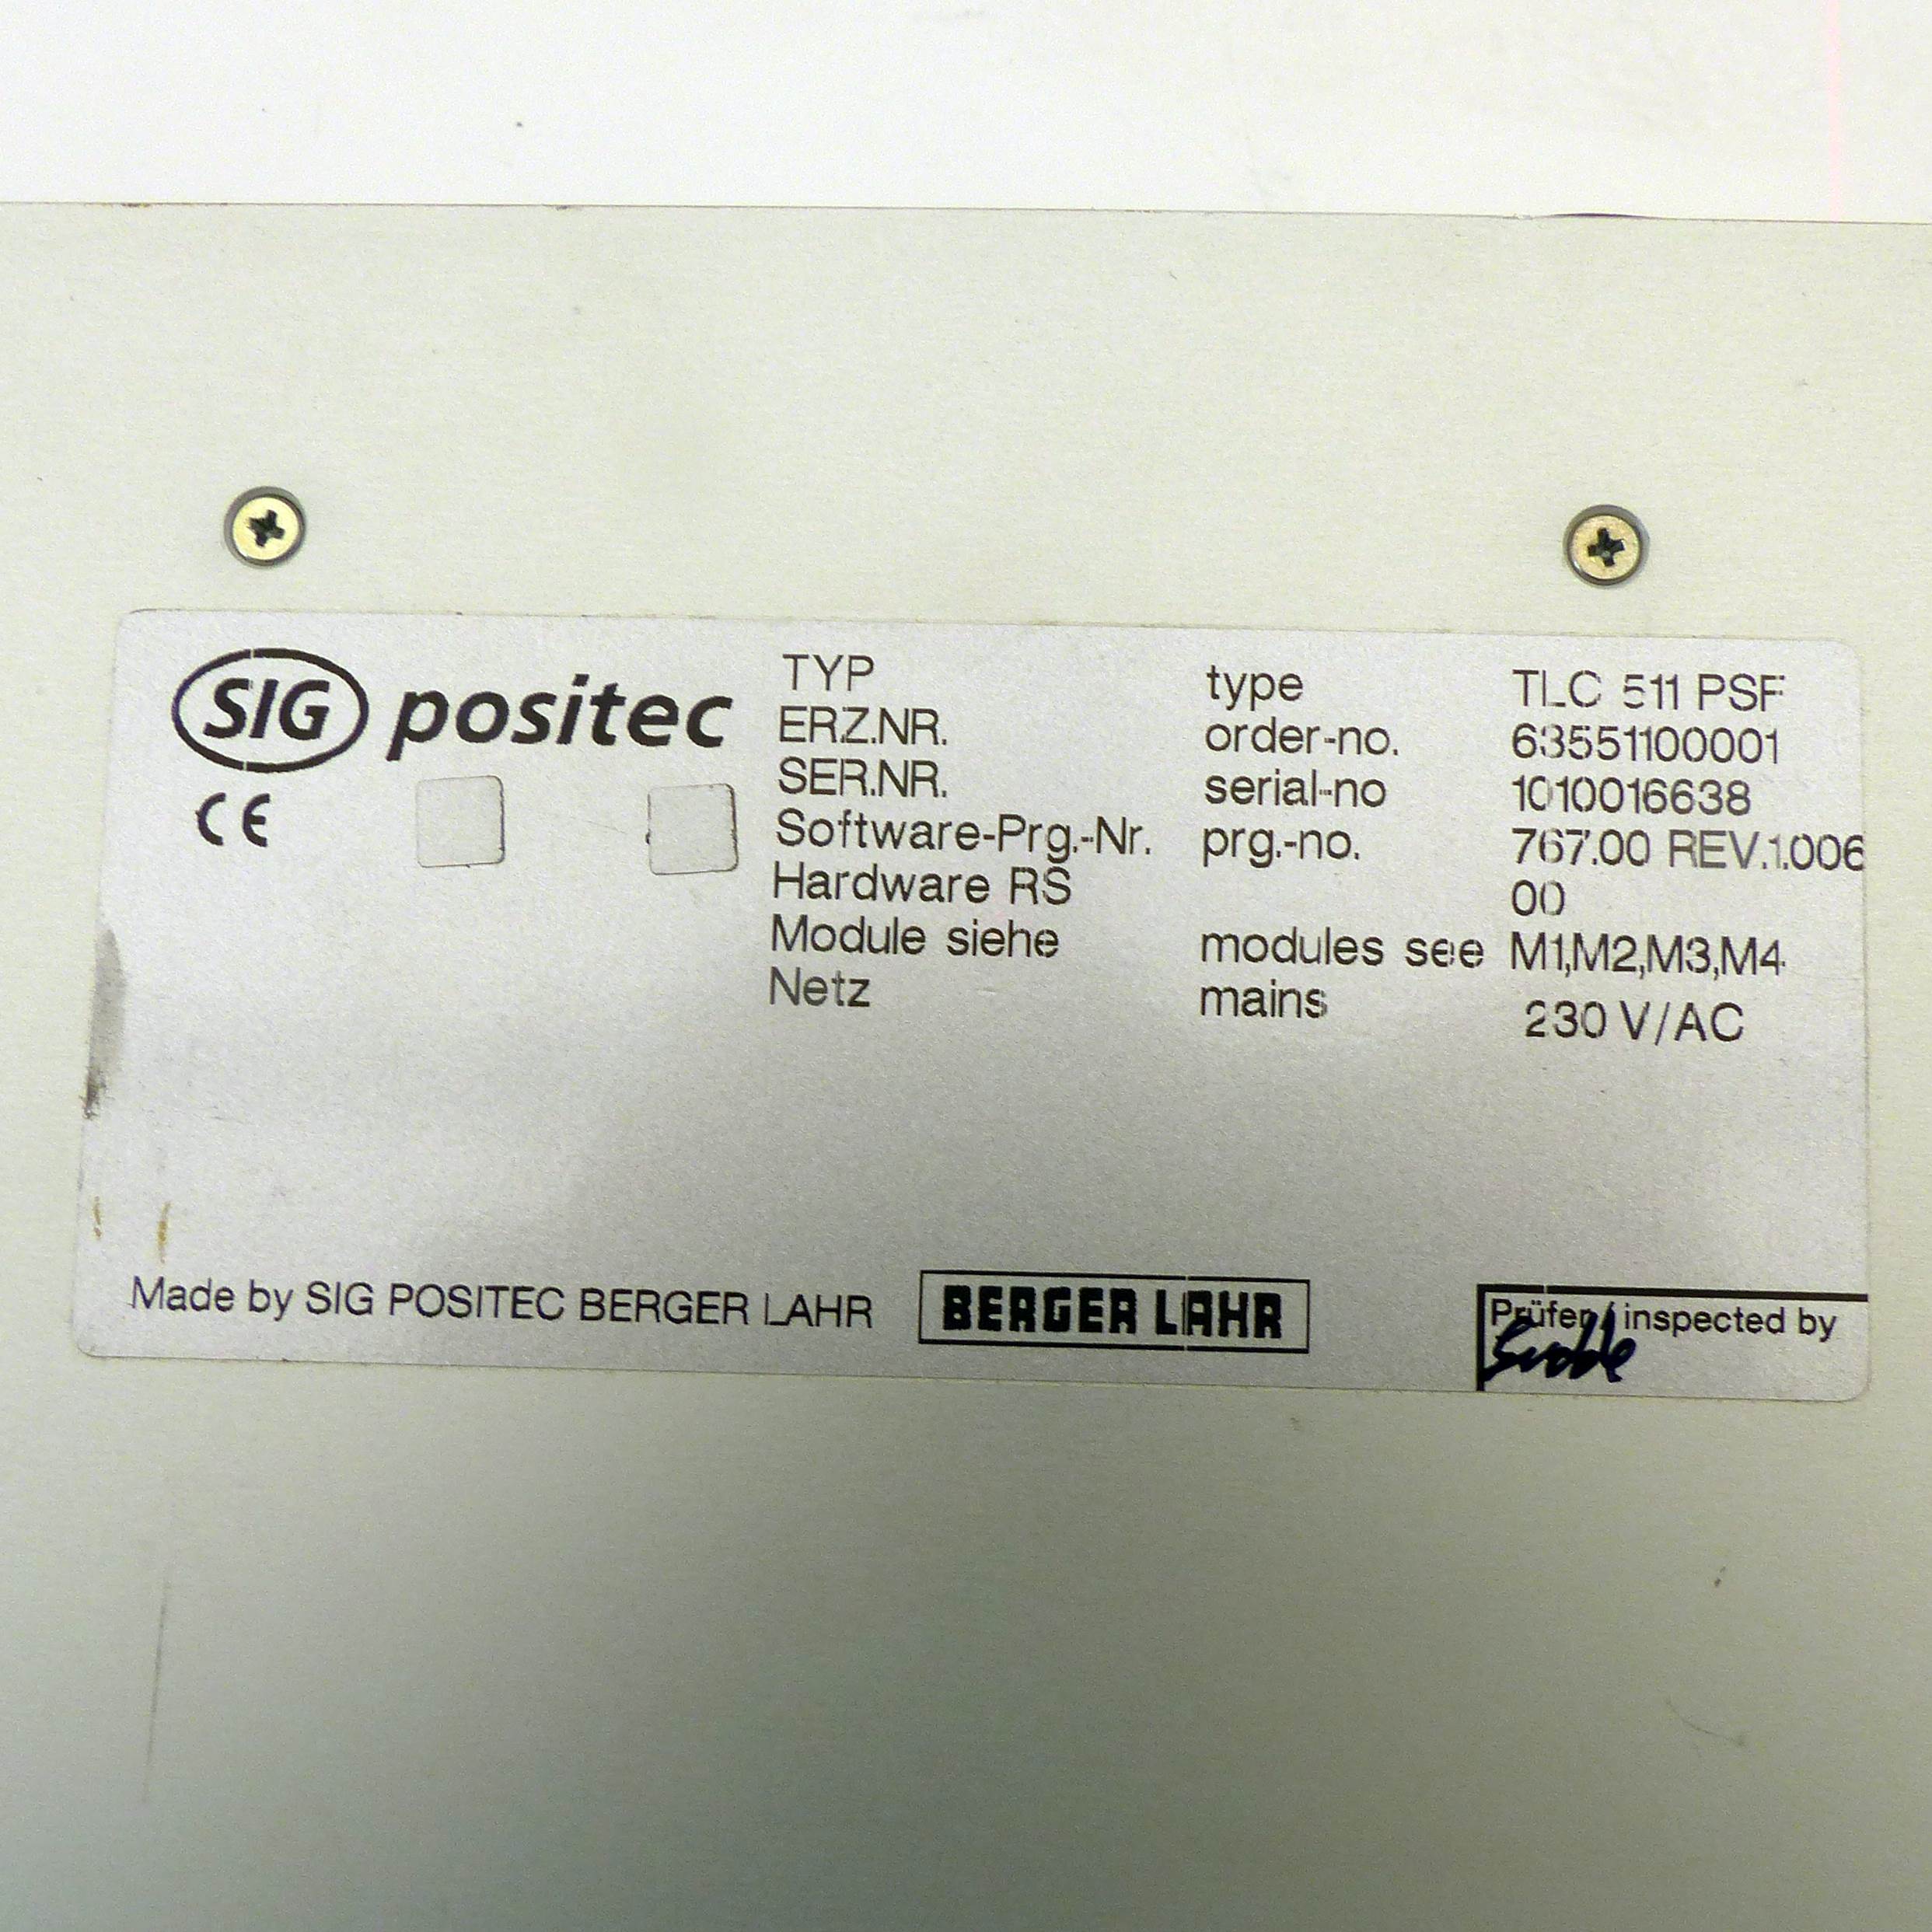 SIG positec
CE
TYP type TLC 511 PSF
ERZ.NR. order-no. 63551100001
SER.NR. serial-no 1010016638
Software-Prg.-Nr. prg.-no. 767.00 REV.1.006
Hardware RS 00
Module siehe modules see M1,M2,M3,M4
Netz mains 230 V/AC
Made by SIG POSITEC BERGER LAHR
BERGER LAHR
Prüfer/inspected by